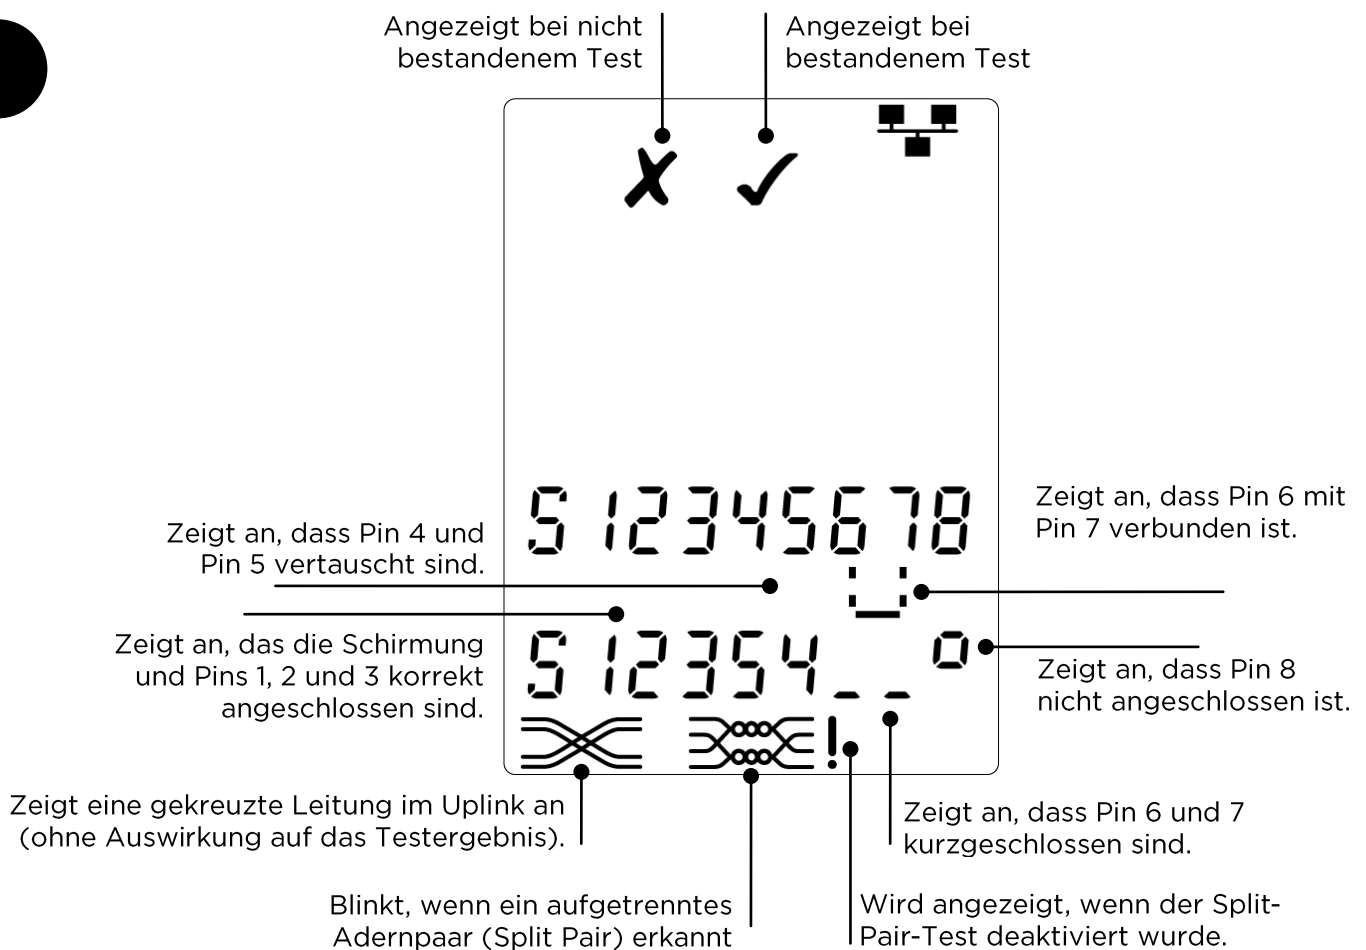 Angezeigt bei nicht
bestandenem Test
Angezeigt bei
bestandenem Test
S12345678
Zeigt an, dass Pin 6 mit
Pin 7 verbunden ist.
Zeigt an, dass Pin 4 und
Pin 5 vertauscht sind.
Zeigt an, das die Schirmung
und Pins 1, 2 und 3 korrekt
angeschlossen sind.
S12354_ _ o
Zeigt an, dass Pin 8
nicht angeschlossen ist.
!
Zeigt eine gekreuzte Leitung im Uplink an
(ohne Auswirkung auf das Testergebnis).
Zeigt an, dass Pin 6 und 7
kurzgeschlossen sind.
Blinkt, wenn ein aufgetrenntes
Adernpaar (Split Pair) erkannt
Wird angezeigt, wenn der Split-
Pair-Test deaktiviert wurde.